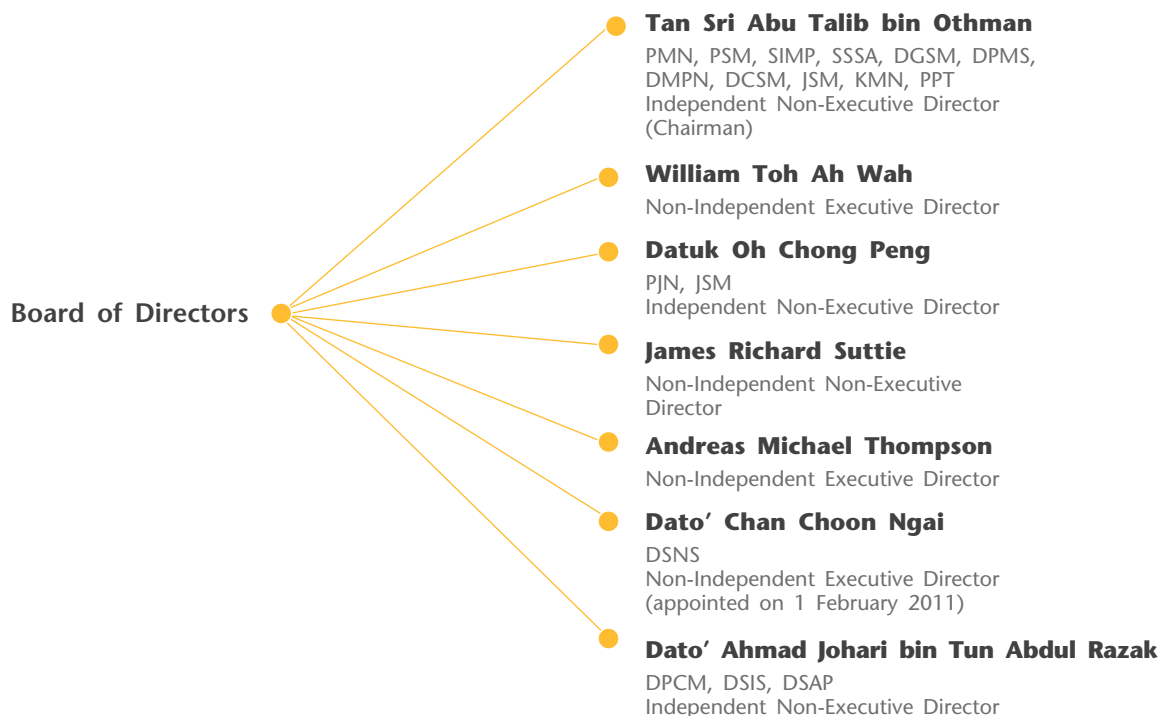 Board of Directors
Tan Sri Abu Talib bin Othman
PMN, PSM, SIMP, SSSA, DGSM, DPMS,
DMPN, DCSM, JSM, KMN, PPT
Independent Non-Executive Director
(Chairman)
William Toh Ah Wah
Non-Independent Executive Director
Datuk Oh Chong Peng
PJN, JSM
Independent Non-Executive Director
James Richard Suttie
Non-Independent Non-Executive
Director
Andreas Michael Thompson
Non-Independent Executive Director
Dato’ Chan Choon Ngai
DSNS
Non-Independent Executive Director
(appointed on 1 February 2011)
Dato’ Ahmad Johari bin Tun Abdul Razak
DPCM, DSIS, DSAP
Independent Non-Executive Director